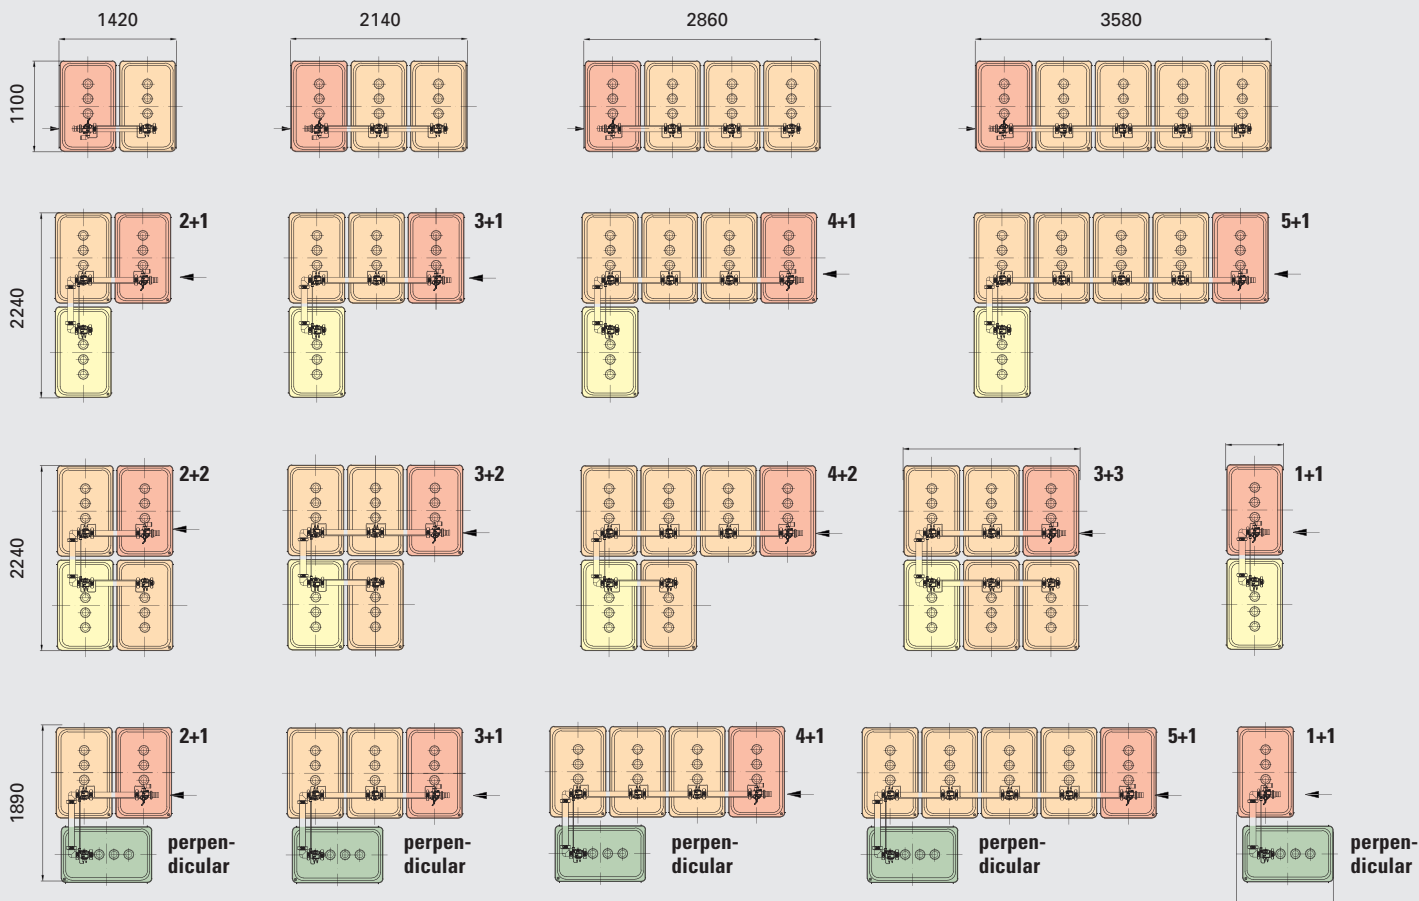 1420
2140
2860
3580
1100
2+1
3+1
4+1
5+1
2240
2+2
3+2
4+2
3+3
1+1
2240
2+1
3+1
4+1
5+1
1+1
1890
perpen-
dicular
perpen-
dicular
perpen-
dicular
perpen-
dicular
perpen-
dicular